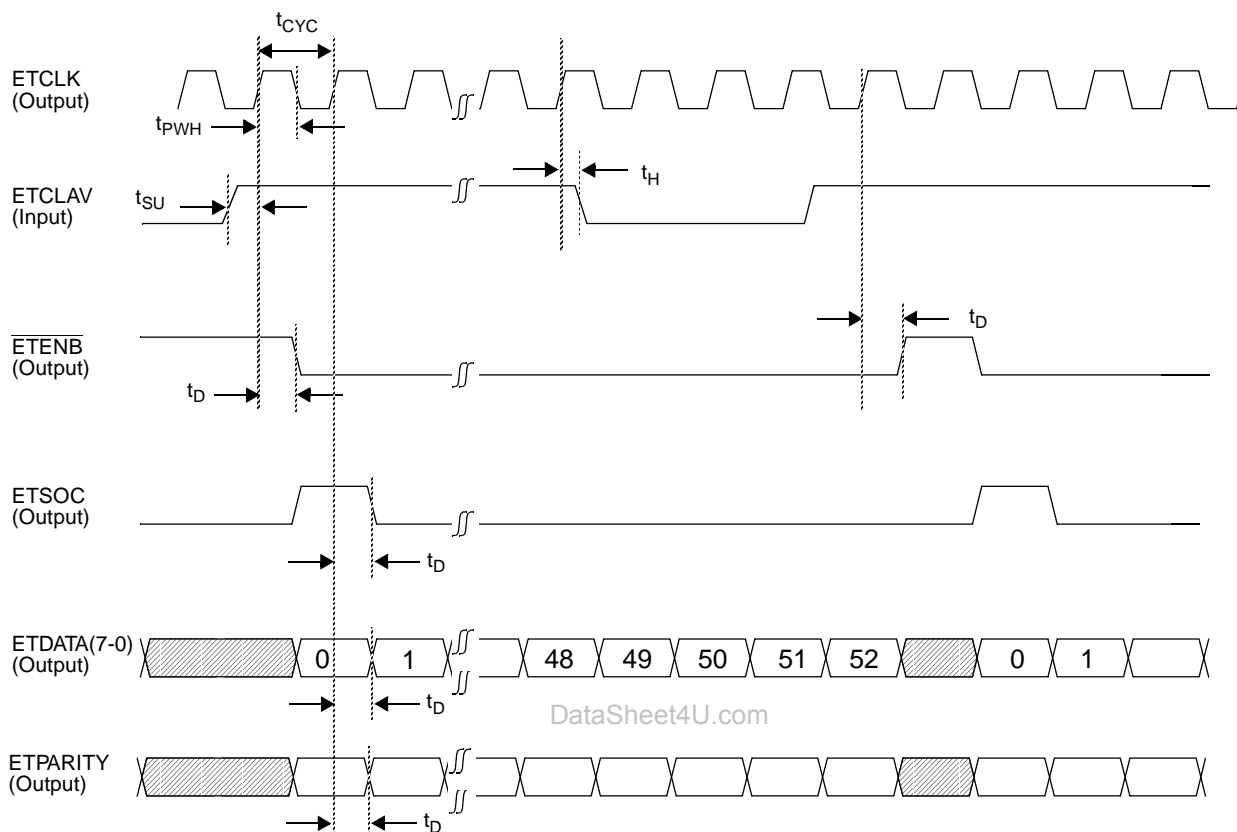 tCYC
ETCLK
(Output)
tPWH
tH
ETCLAV
(Input)
tSU
tD
ETENB
(Output)
tD
ETSOC
(Output)
tD
ETDATA(7-0)
(Output)
0 1 48 49 50 51 52 0 1
tD
DataSheet4U.com
ETPARITY
(Output)
tD